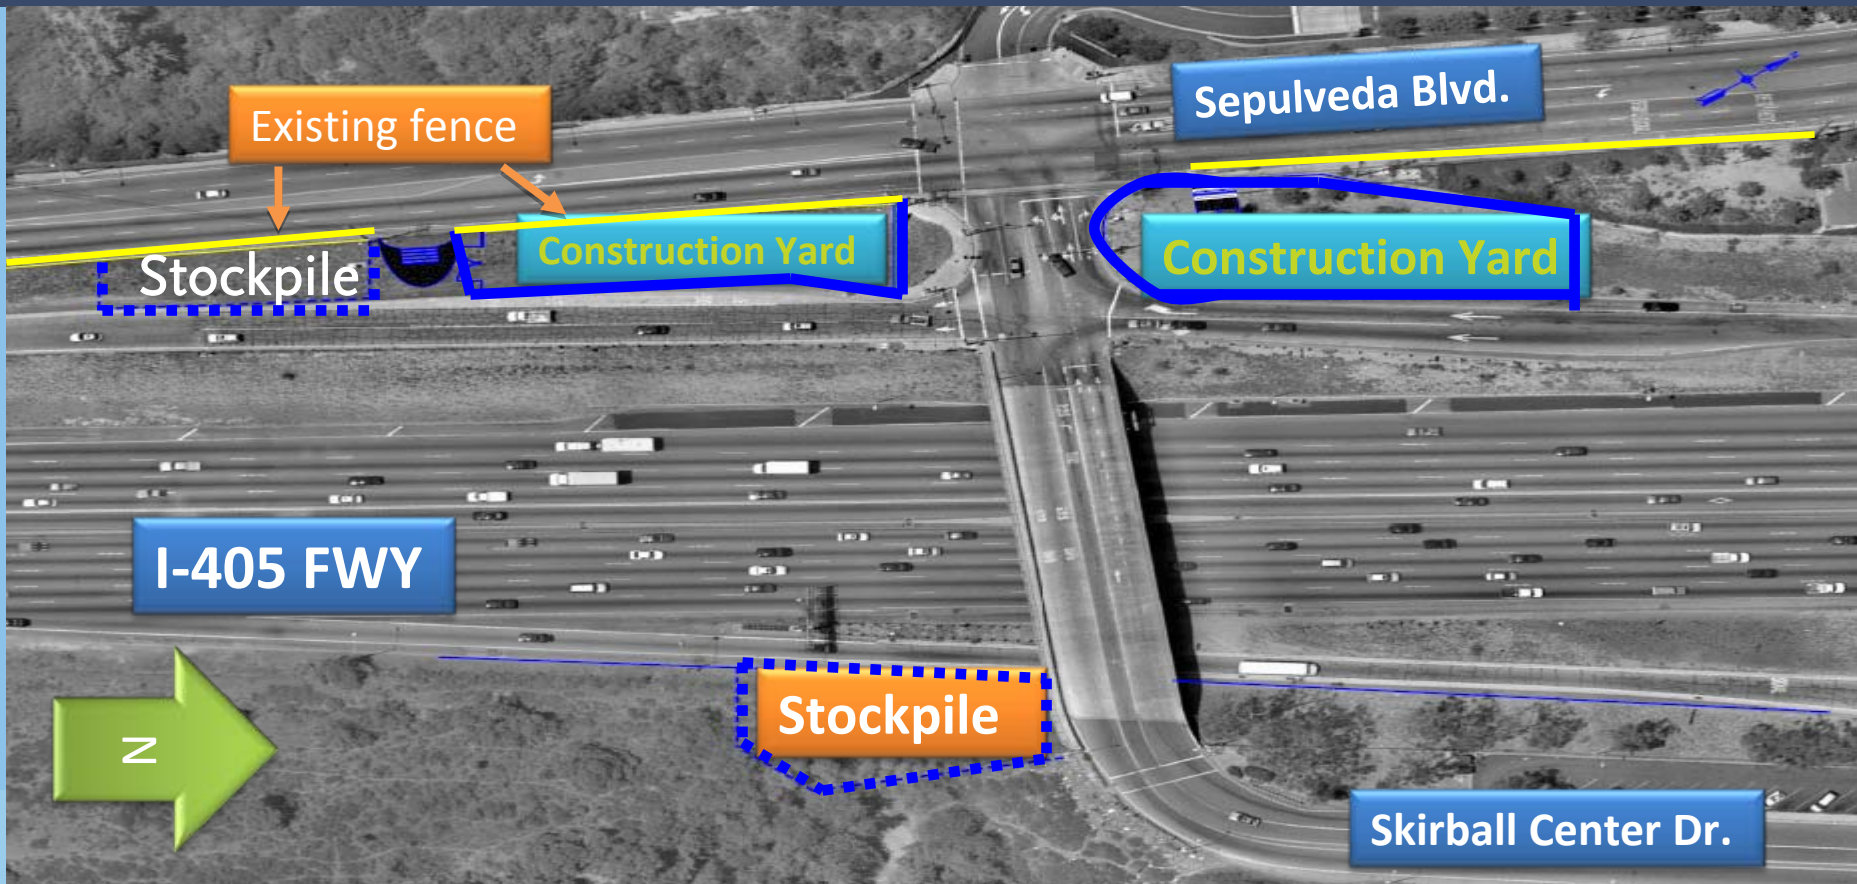 Sepulveda Blvd.
Existing fence
Construction Yard
Construction Yard
Stockpile
I-405 FWY
Stockpile
N
Skirball Center Dr.